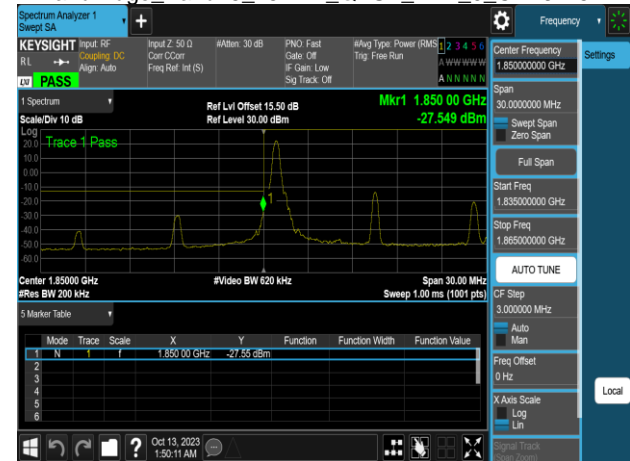 Spectrum Analyzer 1
Swept SA
+
Frequency
KEYSIGHT
RL
LXI
PASS
Input: RF
Coupling: DC
Align: Auto
Input Z: 50 Ω
Corr CCorr
Freq Ref: Int (S)
#Atten: 30 dB
PNO: Fast
Gate: Off
IF Gain: Low
Sig Track: Off
#Avg Type: Power (RMS
Trig: Free Run
1 2 3 4 5 6
A W W W W W
A N N N N N
1 Spectrum
Scale/Div 10 dB
Ref Lvl Offset 15.50 dB
Ref Level 30.00 dBm
Mkr1 1.850 00 GHz
-27.549 dBm
Log
Trace 1 Pass
20.0
10.0
0.00
-10.0
-20.0
-30.0
-40.0
-50.0
-60.0
1
Center 1.85000 GHz
#Res BW 200 kHz
#Video BW 620 kHz
Span 30.00 MHz
Sweep 1.00 ms (1001 pts)
5 Marker Table
Mode Trace Scale X Y Function Function Width Function Value
1 N 1 f 1.850 00 GHz -27.55 dBm
2
3
4
5
6
Oct 13, 2023
1:50:11 AM
?
Center Frequency
1.850000000 GHz
Span
30.0000000 MHz
Swept Span
Zero Span
Full Span
Start Freq
1.835000000 GHz
Stop Freq
1.865000000 GHz
AUTO TUNE
CF Step
3.000000 MHz
Auto
Man
Freq Offset
0 Hz
X Axis Scale
Log
Lin
Signal Track
(Span Zoom)
Settings
Local